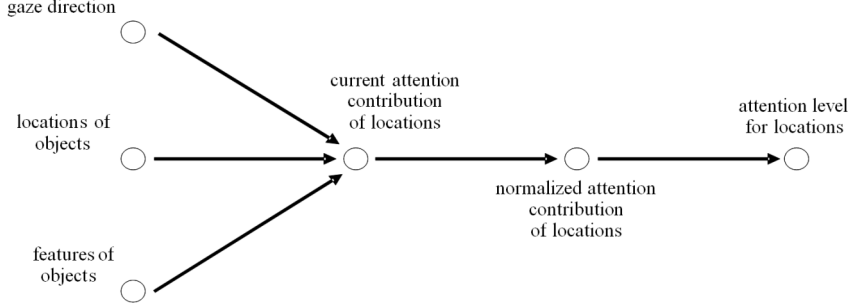 gaze direction
locations of
objects
features of
objects
current attention
contribution
of locations
normalized attention
contribution
of locations
attention level
for locations